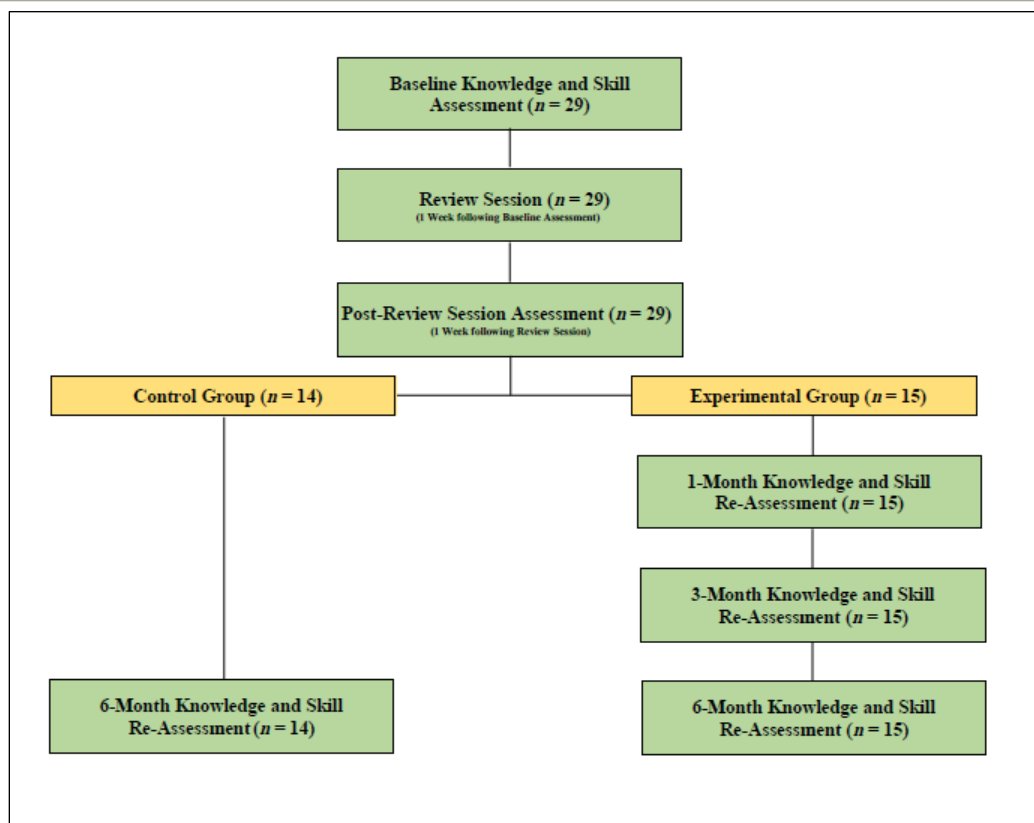 Baseline Knowledge and Skill
Assessment (n = 29)
Review Session (n = 29)
(1 Week following Baseline Assessment)
Post-Review Session Assessment (n = 29)
(1 Week following Review Session)
Control Group (n = 14)
Experimental Group (n = 15)
1-Month Knowledge and Skill
Re-Assessment (n = 15)
3-Month Knowledge and Skill
Re-Assessment (n = 15)
6-Month Knowledge and Skill
Re-Assessment (n = 14)
6-Month Knowledge and Skill
Re-Assessment (n = 15)